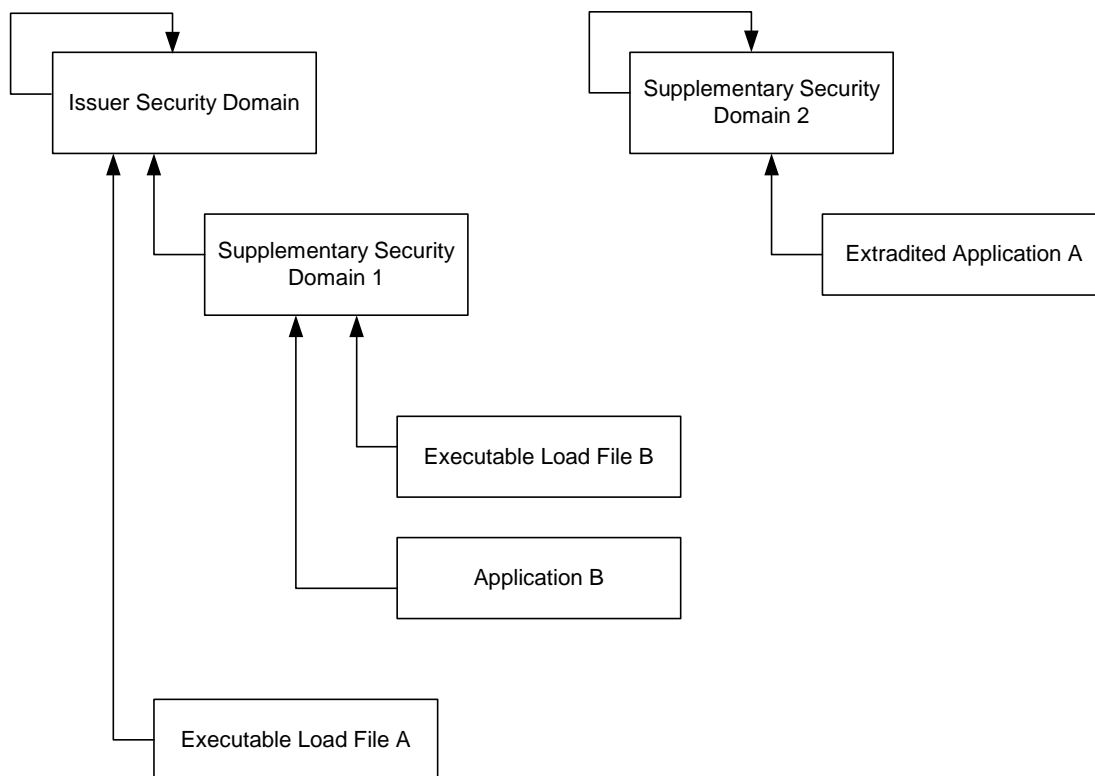 Issuer Security Domain
Supplementary Security
Domain 2
Supplementary Security
Domain 1
Extradited Application A
Executable Load File B
Application B
Executable Load File A